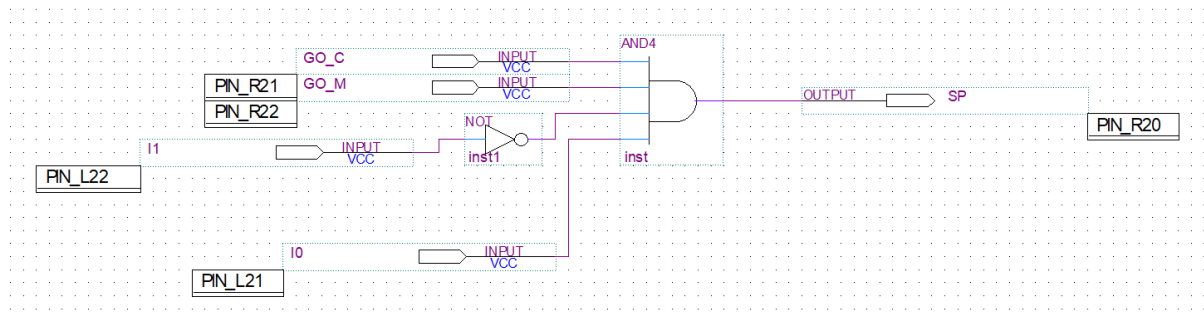 AND4
GO_C
INPUT
VCC
PIN_R21
GO_M
INPUT
VCC
OUTPUT
SP
PIN_R22
PIN_R20
NOT
I1
INPUT
VCC
inst1
inst
PIN_L22
I0
INPUT
VCC
PIN_L21